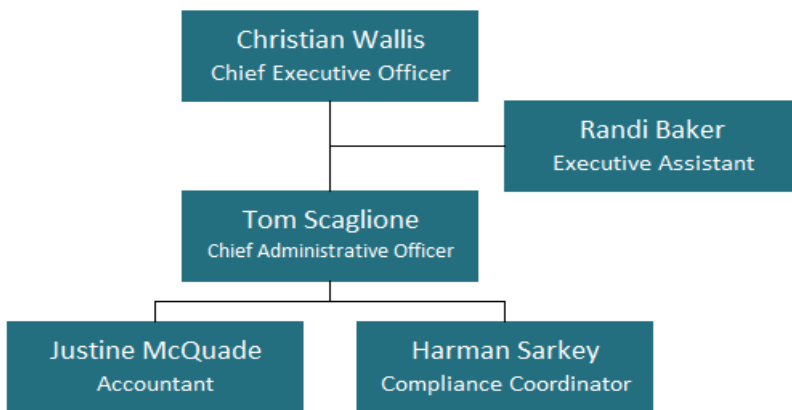 Christian Wallis
Chief Executive Officer
Randi Baker
Executive Assistant
Tom Scaglione
Chief Administrative Officer
Justine McQuade
Accountant
Harman Sarkey
Compliance Coordinator